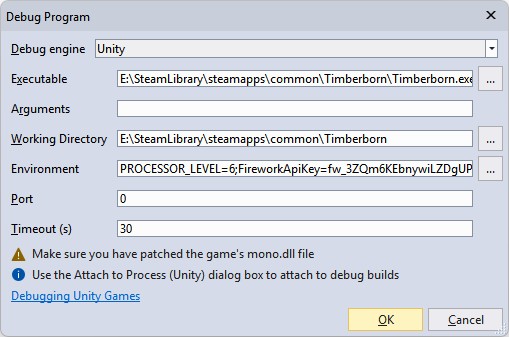 Debug Program
Debug engine Unity
Executable E:\SteamLibrary\steamapps\common\Timberborn\Timberborn.exe ...
Arguments
Working Directory E:\SteamLibrary\steamapps\common\Timberborn ...
Environment PROCESSOR_LEVEL=6;FireworkApiKey=fw_3ZQm6KEbnywiLZDgUP ...
Port 0
Timeout (s) 30
Make sure you have patched the game's mono.dll file
Use the Attach to Process (Unity) dialog box to attach to debug builds
Debugging Unity Games
OK Cancel